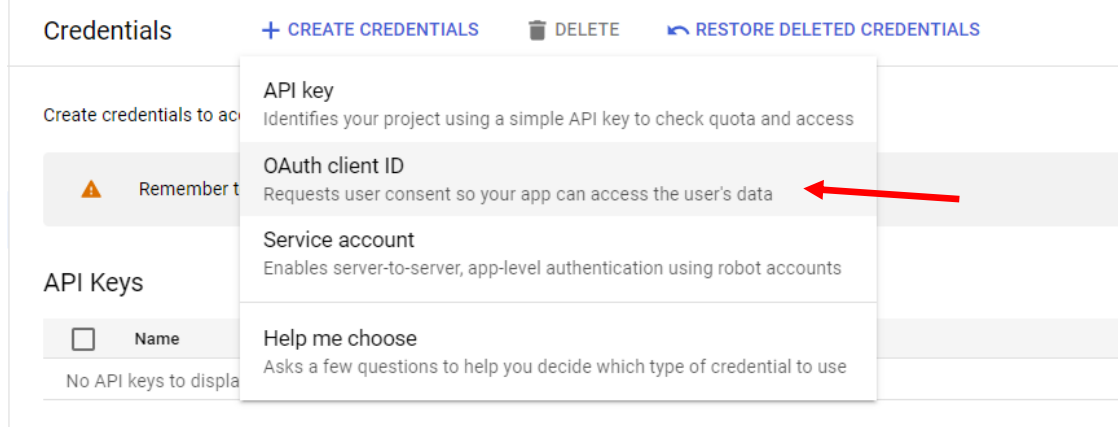 Credentials
CREATE CREDENTIALS
DELETE
RESTORE DELETED CREDENTIALS
API key
Create credentials to
Identifies your project using a simple API key to check quota and access
OAuth client ID
Remember
Requests user consent so your app can access the user's data
Service account
Enables server-to-server, app-level authentication using robot accounts
API Keys
Name
Help me choose
Asks a few questions to help you decide which type of credential to use
No API keys to